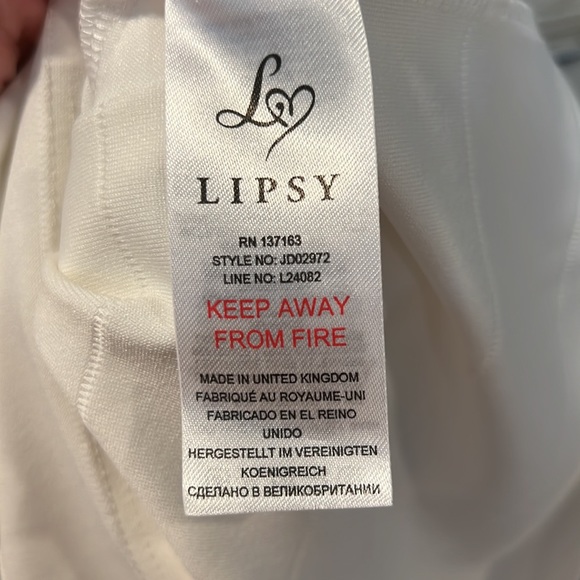 LIPSY
RN 137163
STYLE NO: JD02972
LINE NO: L24082
KEEP AWAY
FROM FIRE
MADE IN UNITED KINGDOM
FABRIQUÉ AU ROYAUME-UNI
FABRICADO EN EL REINO
UNIDO
HERGESTELLT IM VEREINIGTEN
KOENIGREICH
СДЕЛАНО В ВЕЛИКОБРИТАНИИ